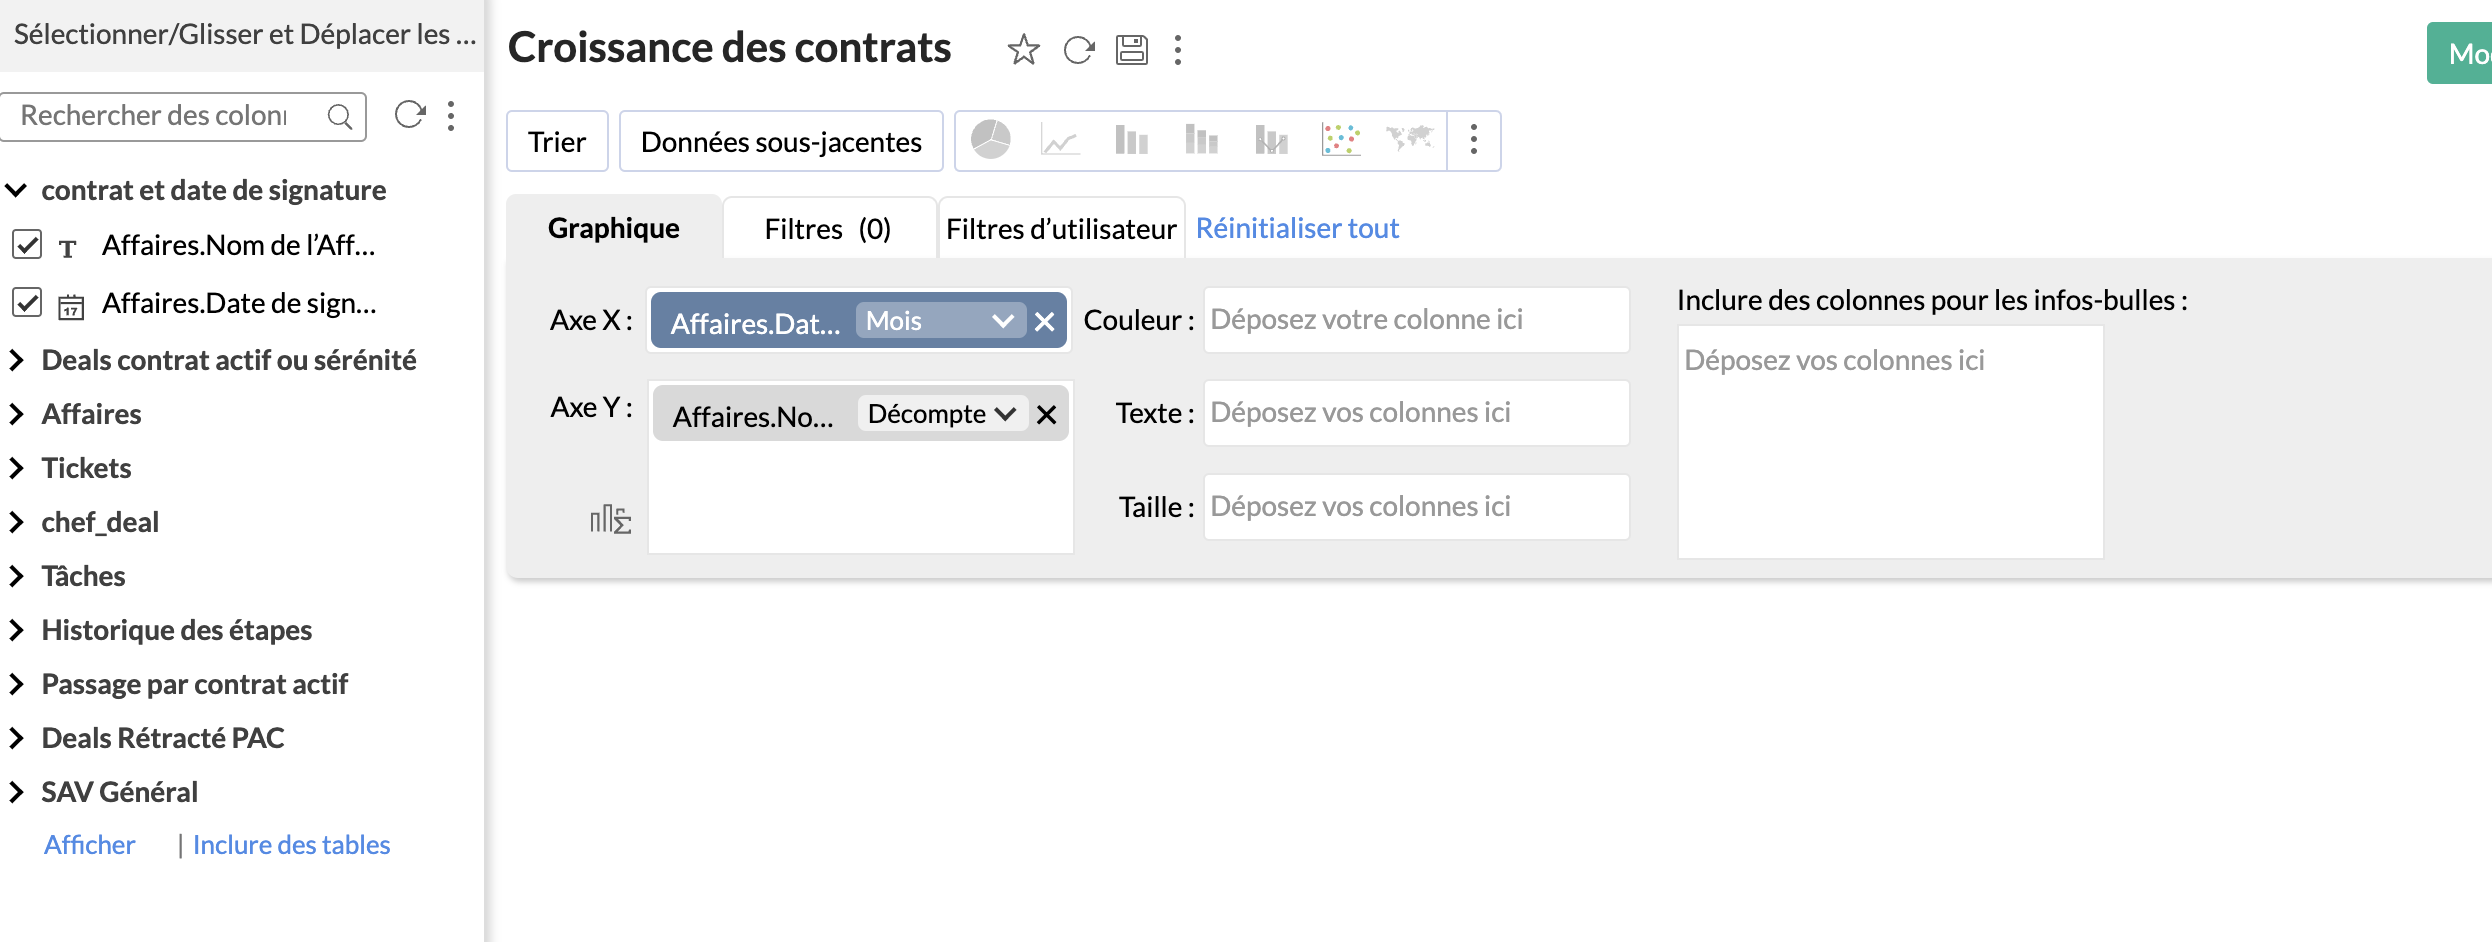 Sélectionner/Glisser et Déplacer les ...
Rechercher des colon
contrat et date de signature
Affaires.Nom de l’Aff...
17
Affaires.Date de sign...
Deals contrat actif ou sérénité
Affaires
Tickets
chef_deal
Tâches
Historique des étapes
Passage par contrat actif
Deals Rétracté PAC
SAV Général
Afficher | Inclure des tables
Croissance des contrats
Mo
Trier
Données sous-jacentes
Graphique
Filtres (0)
Filtres d’utilisateur
Réinitialiser tout
Axe X : Affaires.Dat... Mois
Axe Y : Affaires.No... Décompte
Couleur : Déposez votre colonne ici
Texte : Déposez vos colonnes ici
Taille : Déposez vos colonnes ici
Inclure des colonnes pour les infos-bulles :
Déposez vos colonnes ici